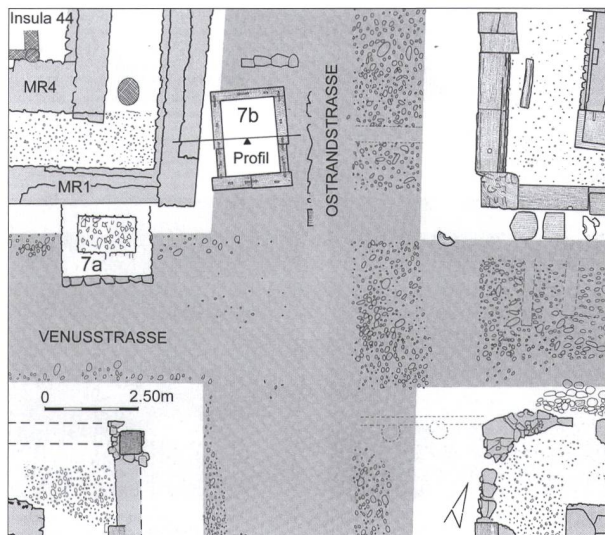 Insula 44
MR4
7b
Profil
OSTRANDSTRASSE
MR1
7a
VENUSSTRASSE
0 2.50m